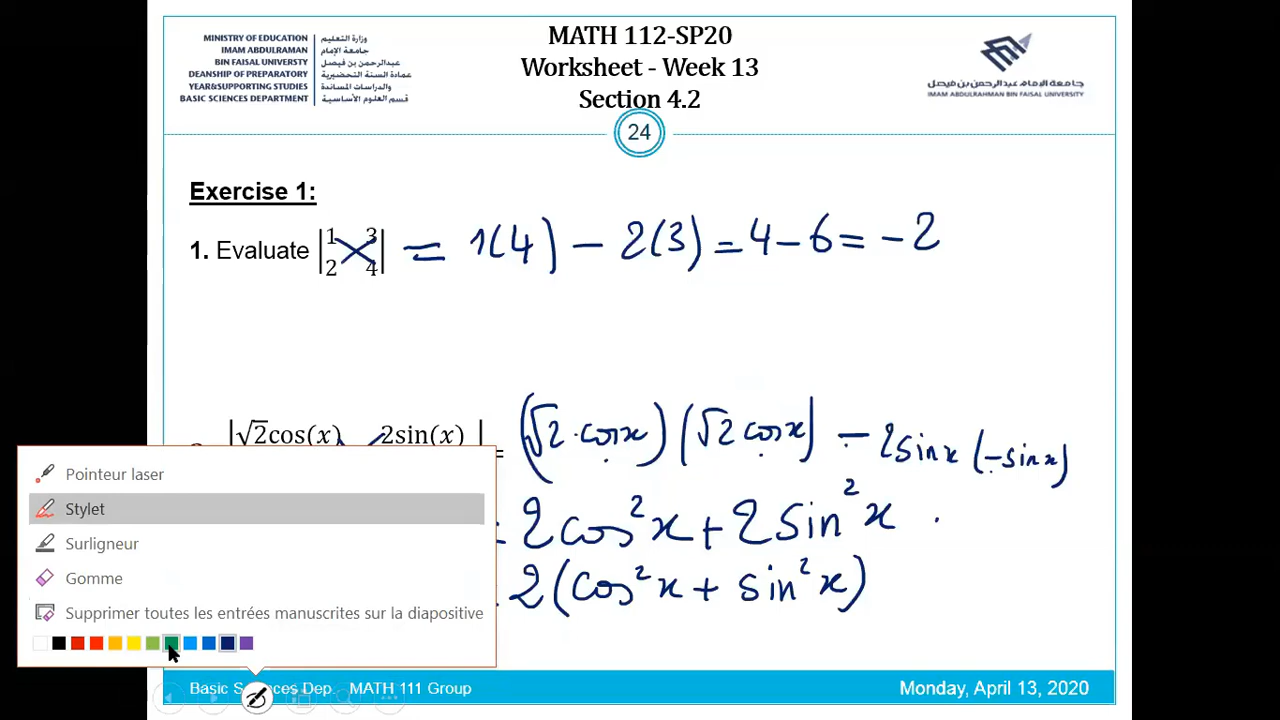 MINISTRY OF EDUCATION
IMAM ABDULRAMAN
BIN FAISAL UNIVERSITY
DEANSHIP OF PREPARATORY
YEAR&SUPPORTING STUDIES
BASIC SCIENCES DEPARTMENT
وزارة التعليم
جامعة الإمام
عبدالرحمن بن فيصل
عمادة السنة التحضيرية
والدراسات المساندة
قسم العلوم الأساسية
MATH 112-SP20
Worksheet - Week 13
Section 4.2
جامعة الإمام عبدالرحمن بن فيصل
IMAM ABDULRAHMAN BIN FAISAL UNIVERSITY
24
Exercise 1:
1. Evaluate |1 3
2 4| = 1(4) - 2(3) = 4 - 6 = -2
|√2cos(x) 2sin(x)| = (√2 · cosx) (√2 cosx) - 2sinx (-sinx)
= 2cos²x + 2sin²x .
2(cos²x + sin²x)
Pointeur laser
Stylet
Surligneur
Gomme
Supprimer toutes les entrées manuscrites sur la diapositive
Basic Sciences Dep. MATH 111 Group
Monday, April 13, 2020